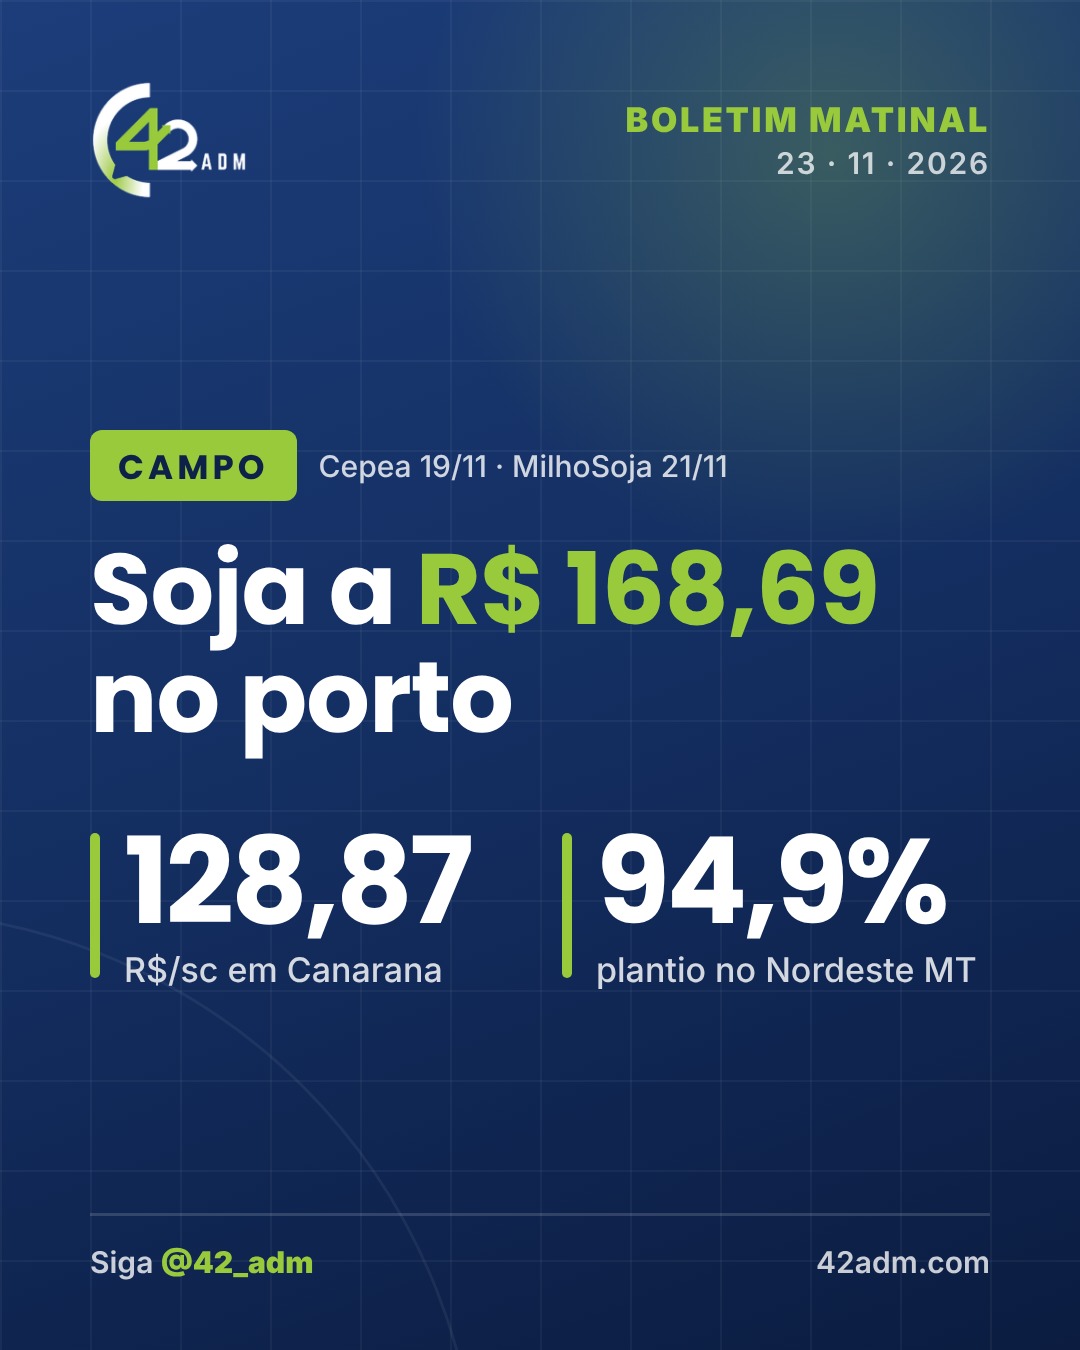 42 ADM
BOLETIM MATINAL
23 · 11 · 2026
CAMPO
Cepea 19/11 · MilhoSoja 21/11
Soja a R$ 168,69
no porto
128,87
R$/sc em Canarana
94,9%
plantio no Nordeste MT
Siga @42_adm
42adm.com